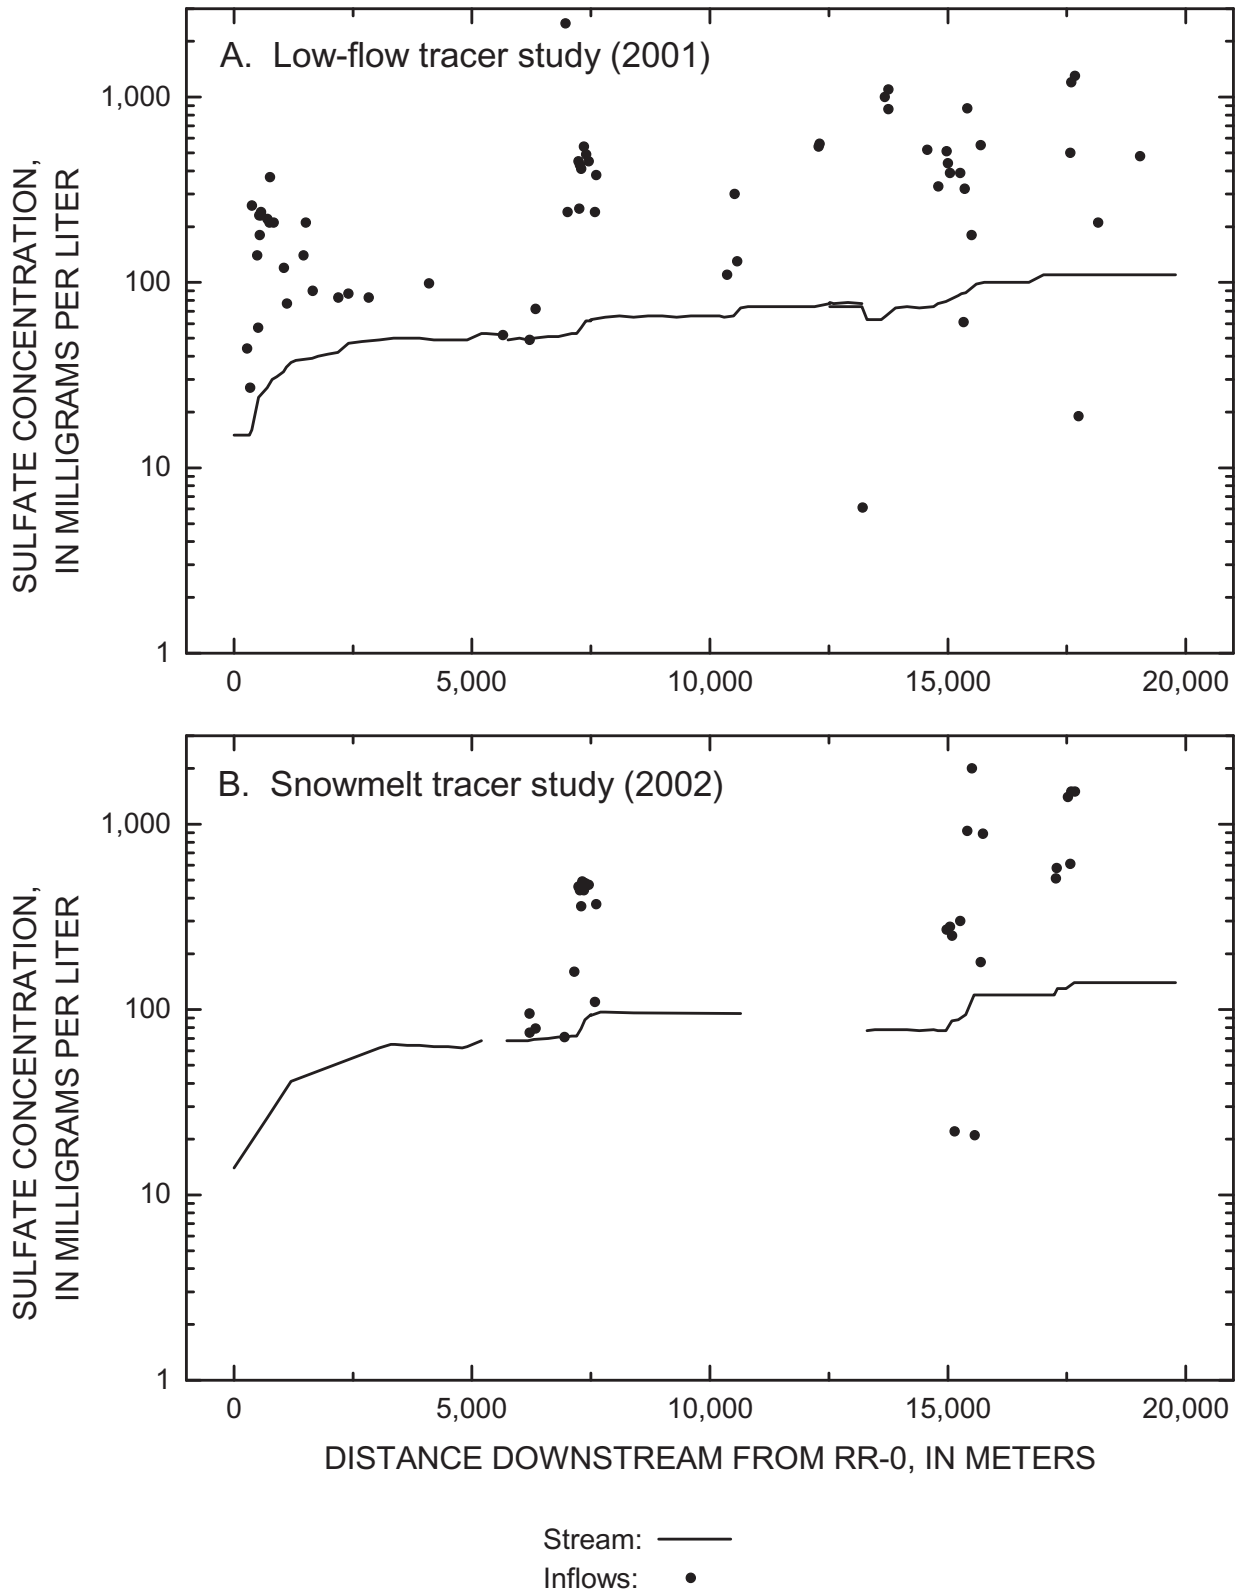 A. Low-flow tracer study (2001)
SULFATE CONCENTRATION,
IN MILLIGRAMS PER LITER
1,000
100
10
1
0 5,000 10,000 15,000 20,000
B. Snowmelt tracer study (2002)
SULFATE CONCENTRATION,
IN MILLIGRAMS PER LITER
1,000
100
10
1
0 5,000 10,000 15,000 20,000
DISTANCE DOWNSTREAM FROM RR-0, IN METERS
Stream:
Inflows: